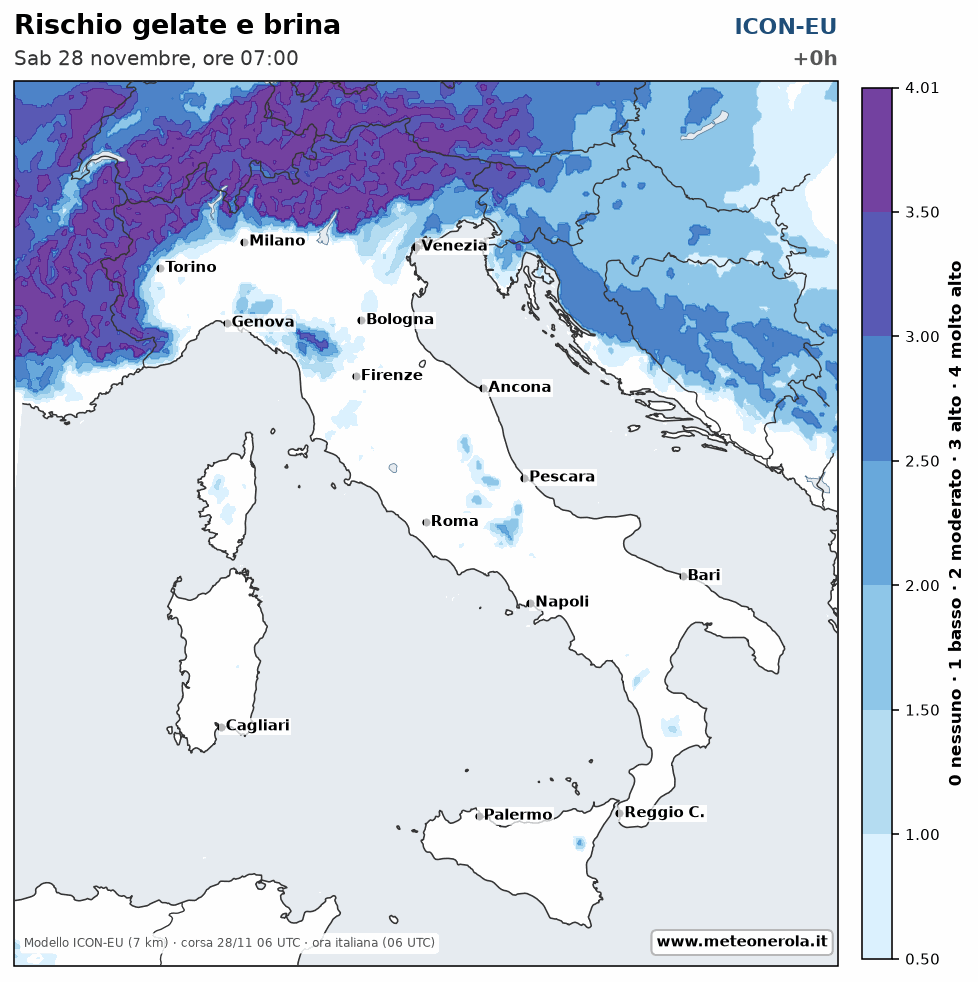 Rischio gelate e brina
ICON-EU
Sab 28 novembre, ore 07:00
+0h
4.01
3.50
3.00
2.50
2.00
1.50
1.00
0.50
0 nessuno · 1 basso · 2 moderato · 3 alto · 4 molto alto
Milano
Venezia
Torino
Genova
Bologna
Firenze
Ancona
Pescara
Roma
Bari
Napoli
Cagliari
Palermo
Reggio C.
Modello ICON-EU (7 km) · corsa 28/11 06 UTC · ora italiana (06 UTC)
www.meteonerola.it